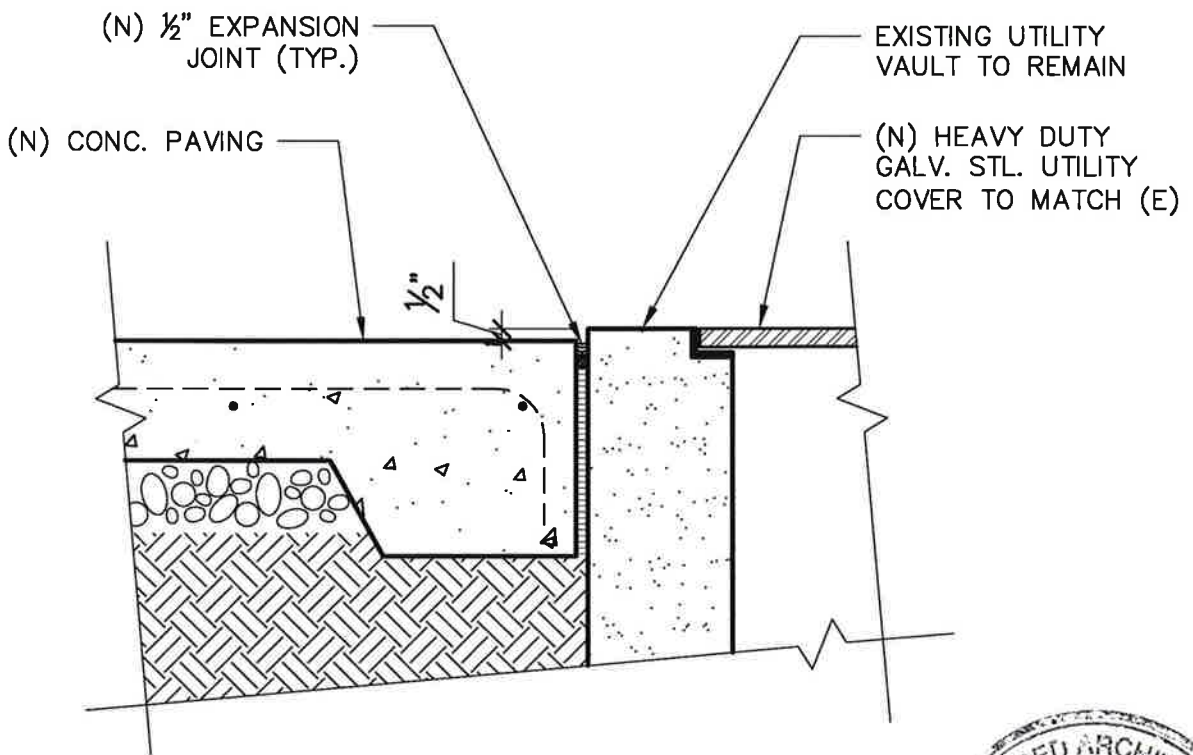 (N) ½" EXPANSION
JOINT (TYP.)
EXISTING UTILITY
VAULT TO REMAIN
(N) CONC. PAVING
(N) HEAVY DUTY
GALV. STL. UTILITY
COVER TO MATCH (E)
½"